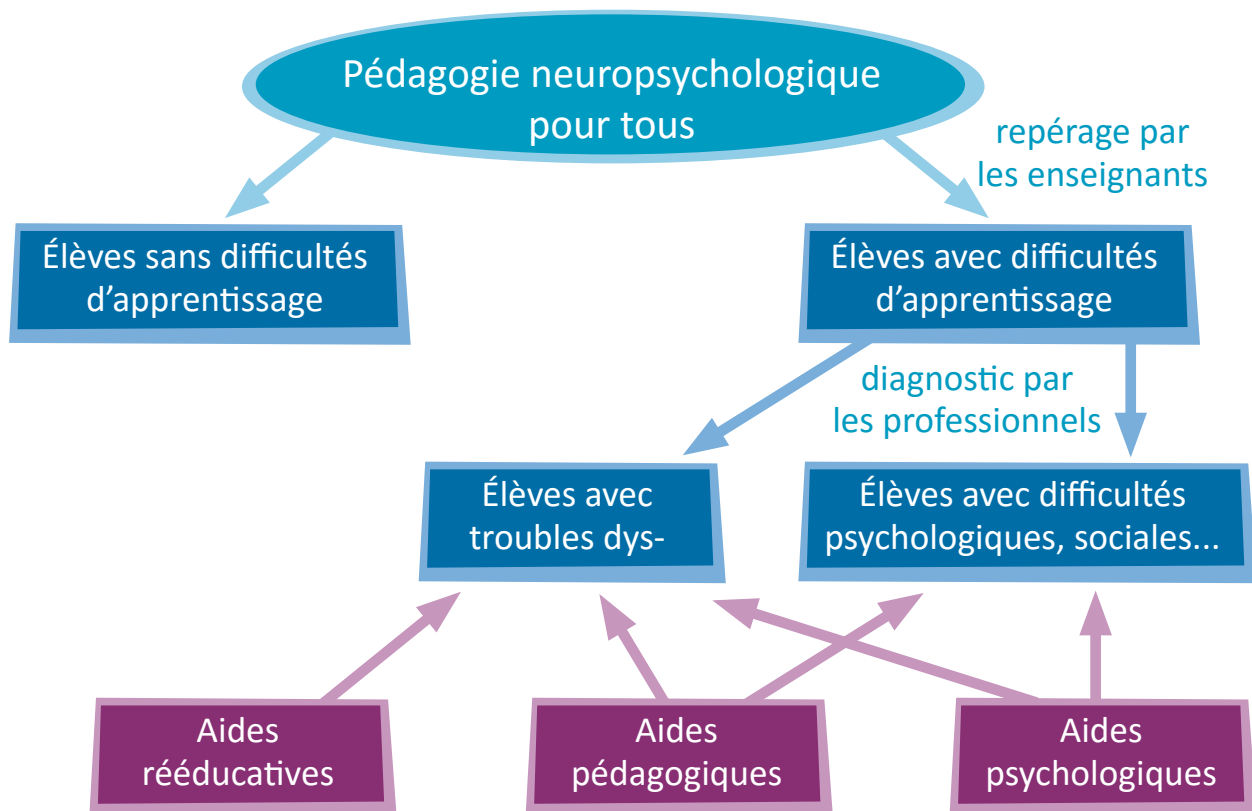 Pédagogie neuropsychologique
pour tous
repérage par
les enseignants
Élèves sans difficultés
d’apprentissage
Élèves avec difficultés
d’apprentissage
diagnostic par
les professionnels
Élèves avec
troubles dys-
Élèves avec difficultés
psychologiques, sociales...
Aides
rééducatives
Aides
pédagogiques
Aides
psychologiques